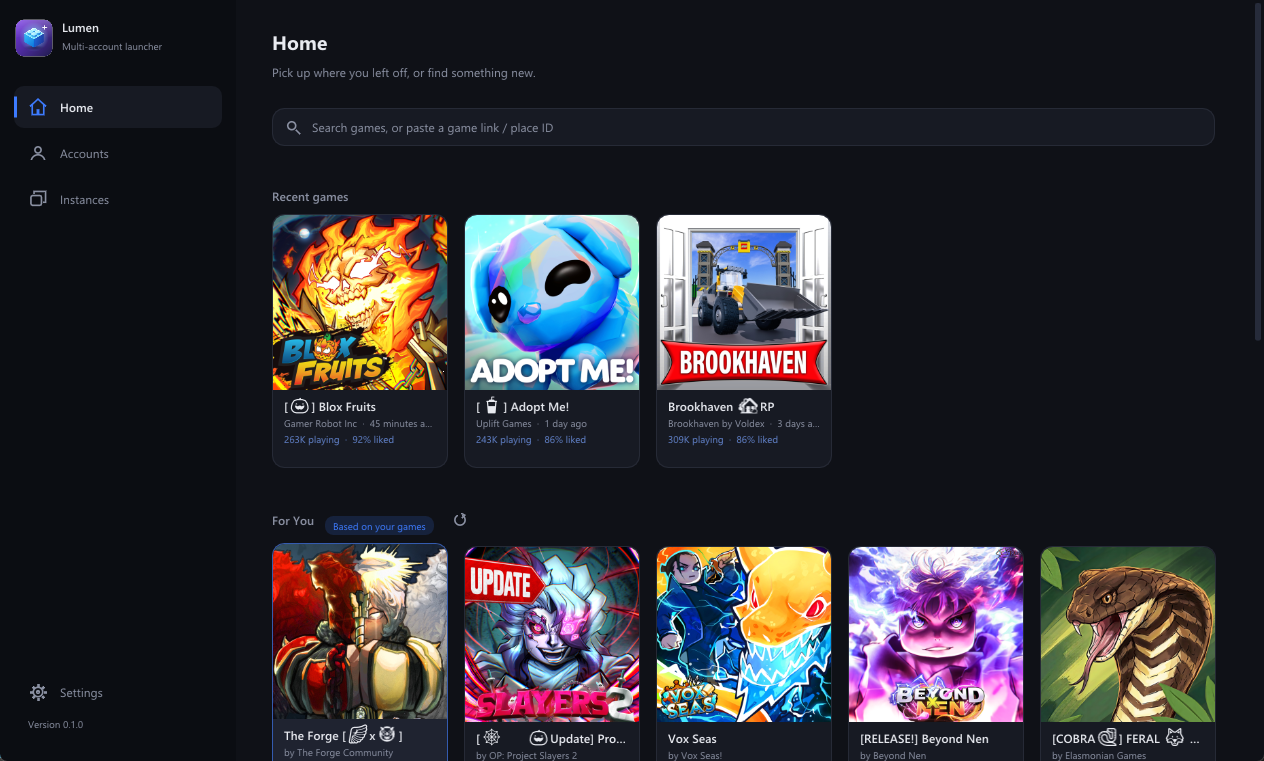 Lumen
Multi-account launcher
Home
Accounts
Instances
Settings
Version 0.1.0
Home
Pick up where you left off, or find something new.
Search games, or paste a game link / place ID
Recent games
BLOX
FRUITS
[🎃] Blox Fruits
Gamer Robot Inc · 45 minutes a...
263K playing · 92% liked
ADOPT ME!
[🥤] Adopt Me!
Uplift Games · 1 day ago
243K playing · 86% liked
BROOKHAVEN
Brookhaven 🏡RP
Brookhaven by Voldex · 3 days a...
309K playing · 86% liked
For You
Based on your games
The Forge [🪽x😈]
by The Forge Community
UPDATE
SLAYERS 2
[🕸️ 🎃Update] Pro...
by OP: Project Slayers 2
VOX
SEAS
Vox Seas
by Vox Seas!
BEYOND
NEN
[RELEASE!] Beyond Nen
by Beyond Nen
[COBRA🐍] FERAL 🐺 ...
by Elasmonian Games